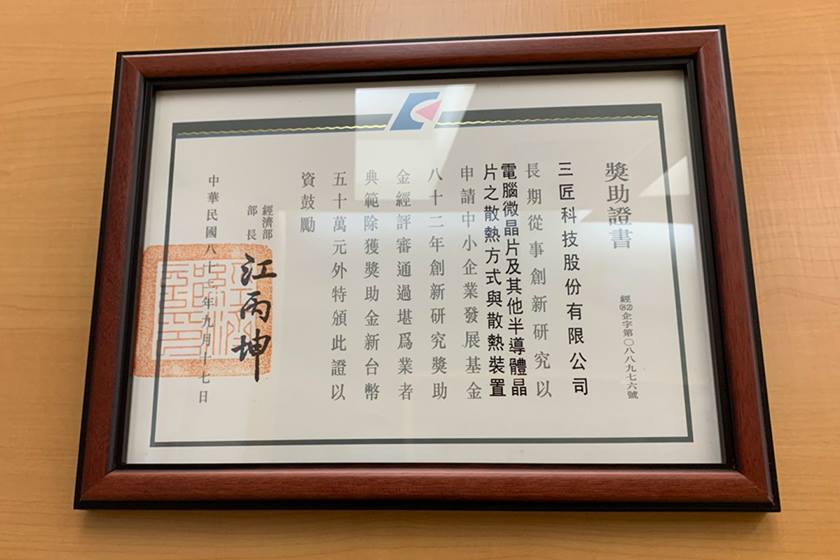 獎助證書
經(82)企字第〇八八九七六號
三匠科技股份有限公司
長期從事創新研究以
電腦微晶片及其他半導體晶
片之散熱方式與散熱裝置
申請中小企業發展基金
八十二年創新研究獎助
金經評審通過堪爲業者
典範除獲獎助金新台幣
五十萬元外特頒此證以
資鼓勵
經濟部
部長 江丙坤
中華民國八十二年九月十七日